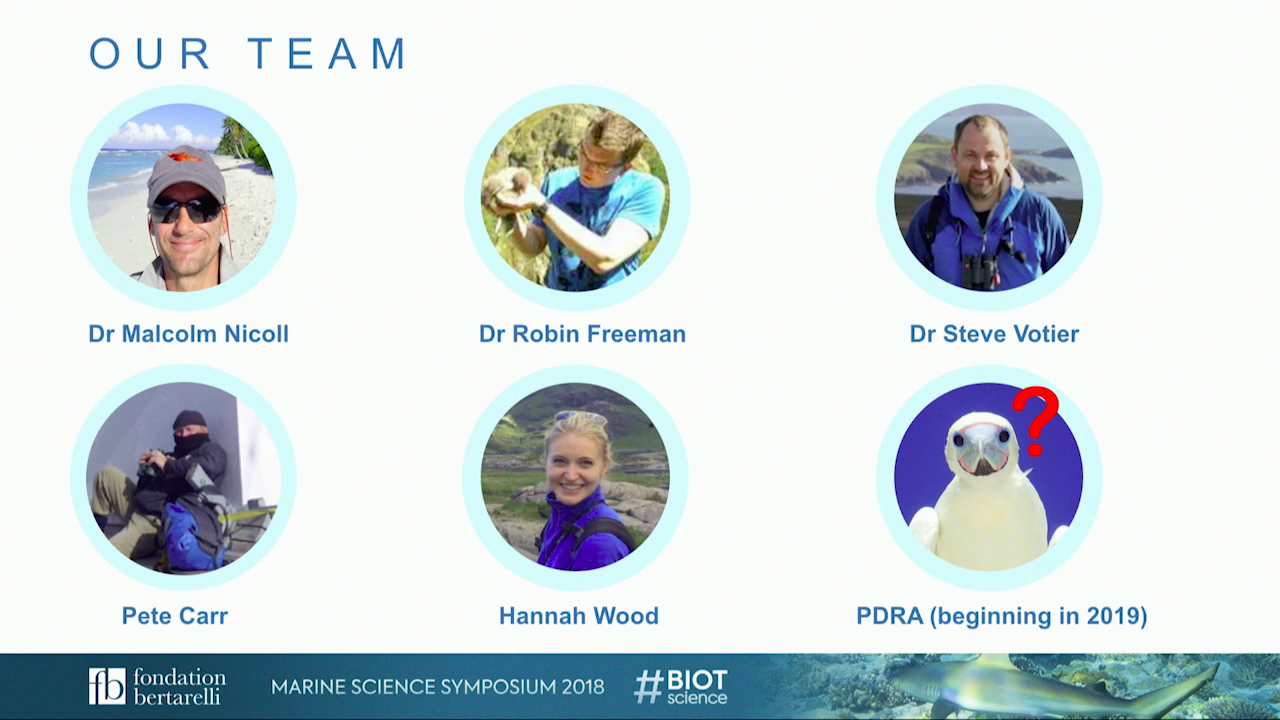 OUR TEAM
Dr Malcolm Nicoll
Dr Robin Freeman
Dr Steve Votier
?
Pete Carr
Hannah Wood
PDRA (beginning in 2019)
fb fondation
bertarelli
MARINE SCIENCE SYMPOSIUM 2018
#BIOT
science